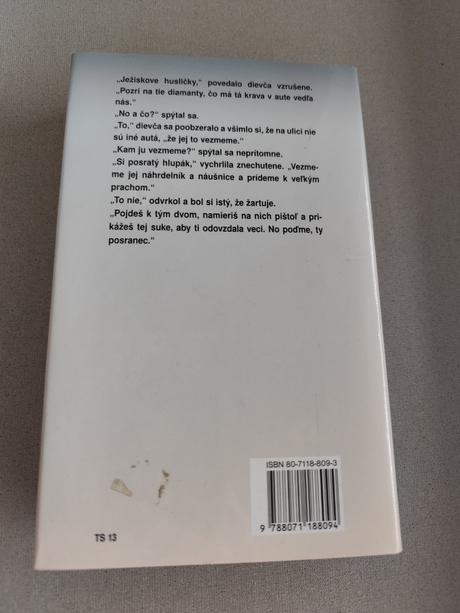 „Ježiskove husličky,“ povedalo dievča vzrušene.
„Pozri na tie diamanty, čo má tá krava v aute vedľa
nás.“
„No a čo?“ spýtal sa.
„To,“ dievča sa poobzeralo a všimlo si, že na ulici nie
sú iné autá, „že jej to vezmeme.“
„Kam ju vezmeme?“ spýtal sa neprítomne.
„Si posratý hlupák,“ vychrlila znechutene. „Vezme-
me jej náhrdelník a náušnice a prídeme k veľkým
prachom.“
„To nie,“ odvrkol a bol si istý, že žartuje.
„Pojdeš k tým dvom, namieriš na nich pištoľ a pri-
kážeš tej suke, aby ti odovzdala veci. No poďme, ty
posranec.“
ISBN 80-7118-809-3
9 788071 188094
TS 13